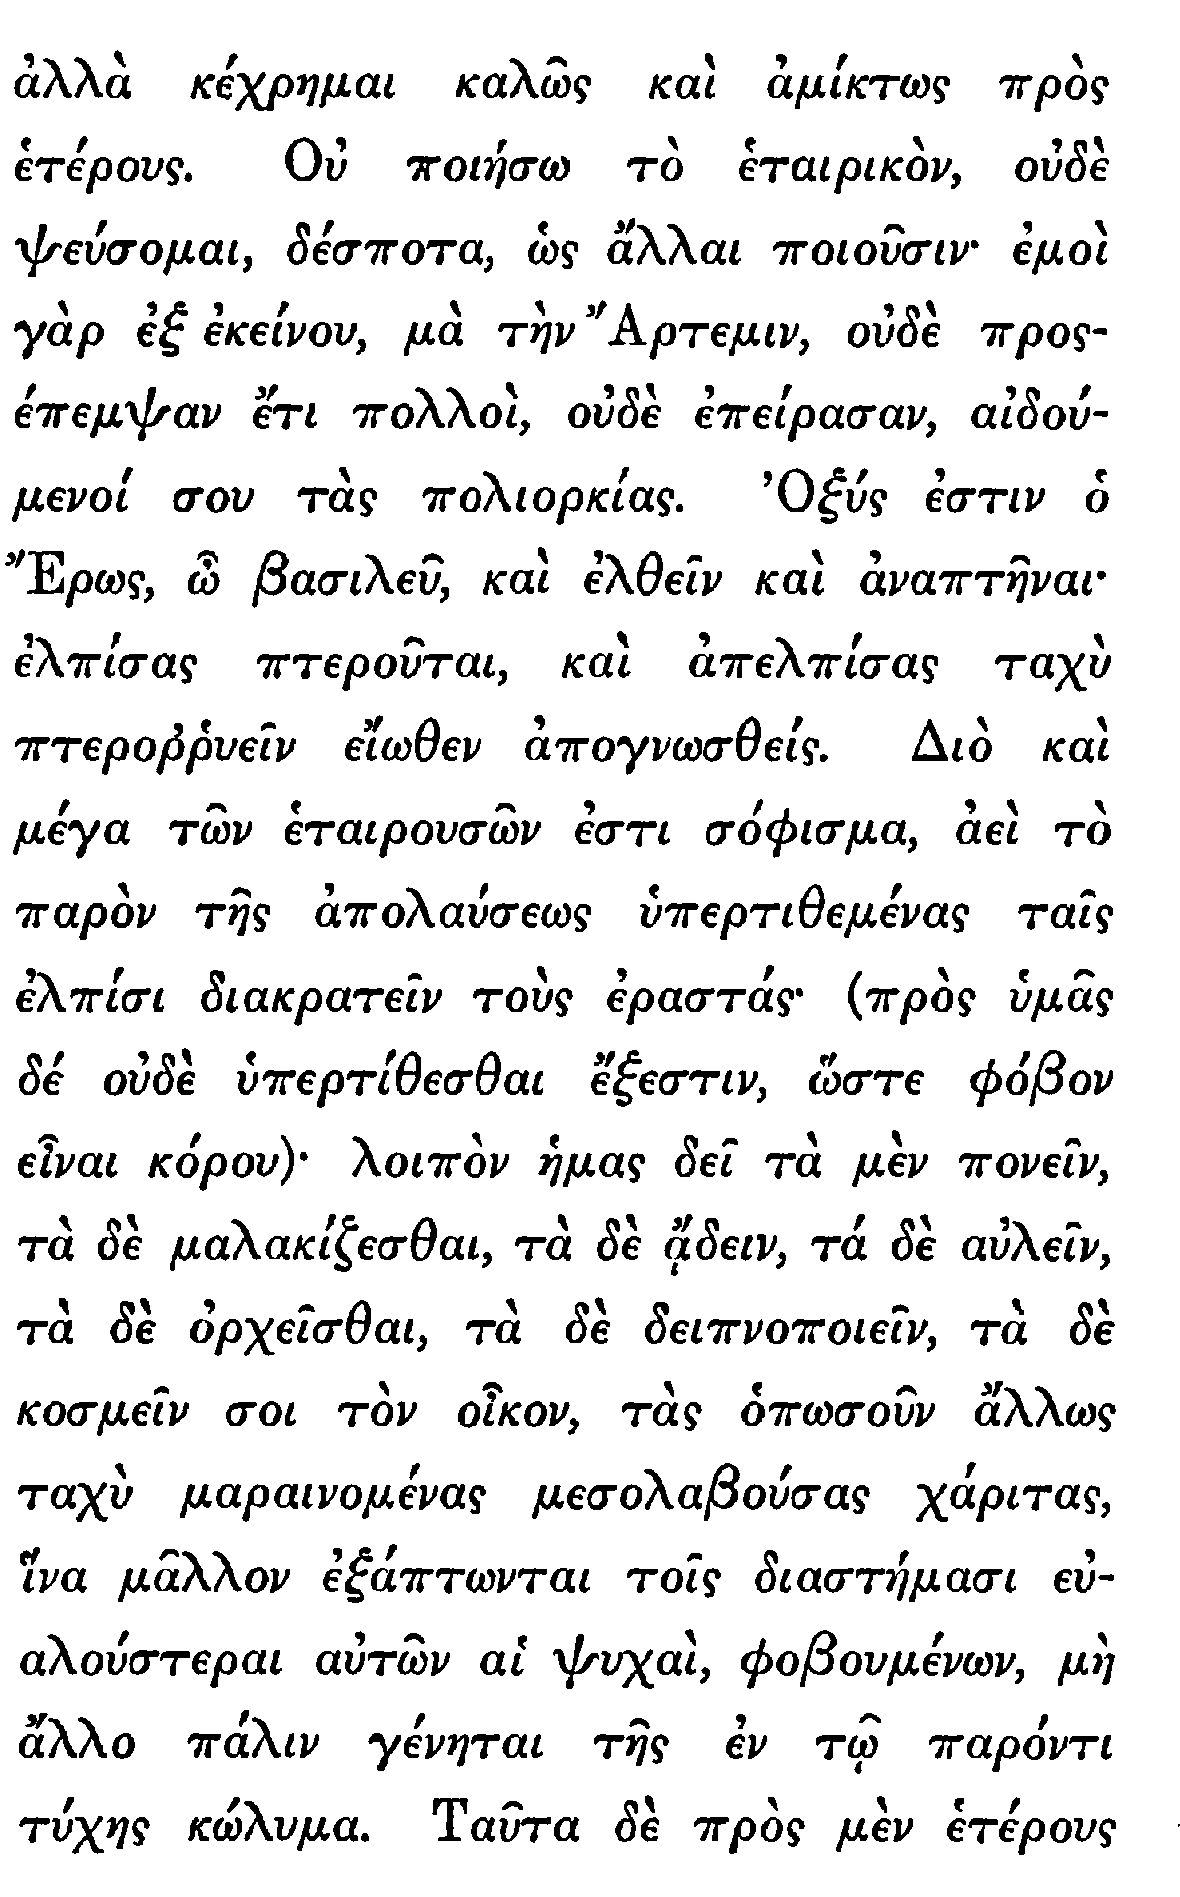 ἀλλὰ κέχρημαι καλῶς καὶ ἀμίκτως πρὸς
ἑτέρους. Οὐ ποιήσω τὸ ἑταιρικὸν, οὐδὲ
ψεύσομαι, δέσποτα, ὡς ἄλλαι ποιοῦσιν· ἐμοὶ
γὰρ ἐξ ἐκείνου, μὰ τὴν Ἄρτεμιν, οὐδὲ προς-
έπεμψαν ἔτι πολλοὶ, οὐδὲ ἐπείρασαν, αἰδού-
μενοί σου τὰς πολιορκίας. Ὀξύς ἐστιν ὁ
Ἔρως, ὦ βασιλεῦ, καὶ ἐλθεῖν καὶ ἀναπτῆναι·
ἐλπίσας πτεροῦται, καὶ ἀπελπίσας ταχὺ
πτεροῤῥυεῖν εἴωθεν ἀπογνωσθείς. Διὸ καὶ
μέγα τῶν ἑταιρουσῶν ἐστι σόφισμα, ἀεὶ τὸ
παρὸν τῆς ἀπολαύσεως ὑπερτιθεμένας ταῖς
ἐλπίσι διακρατεῖν τοὺς ἐραστάς· (πρὸς ὑμᾶς
δέ οὐδὲ ὑπερτίθεσθαι ἔξεστιν, ὥστε φόβον
εἶναι κόρου)· λοιπὸν ἡμας δεῖ τὰ μὲν πονεῖν,
τὰ δὲ μαλακίζεσθαι, τὰ δὲ ᾄδειν, τά δὲ αὐλεῖν,
τὰ δὲ ὀρχεῖσθαι, τὰ δὲ δειπνοποιεῖν, τὰ δὲ
κοσμεῖν σοι τὸν οἶκον, τὰς ὁπωσοῦν ἄλλως
ταχὺ μαραινομένας μεσολαβούσας χάριτας,
ἵνα μᾶλλον ἐξάπτωνται τοῖς διαστήμασι εὐ-
αλούστεραι αὐτῶν αἱ ψυχαὶ, φοβουμένων, μὴ
ἄλλο πάλιν γένηται τῆς ἐν τῷ παρόντι
τύχης κώλυμα. Ταῦτα δὲ πρὸς μὲν ἑτέρους